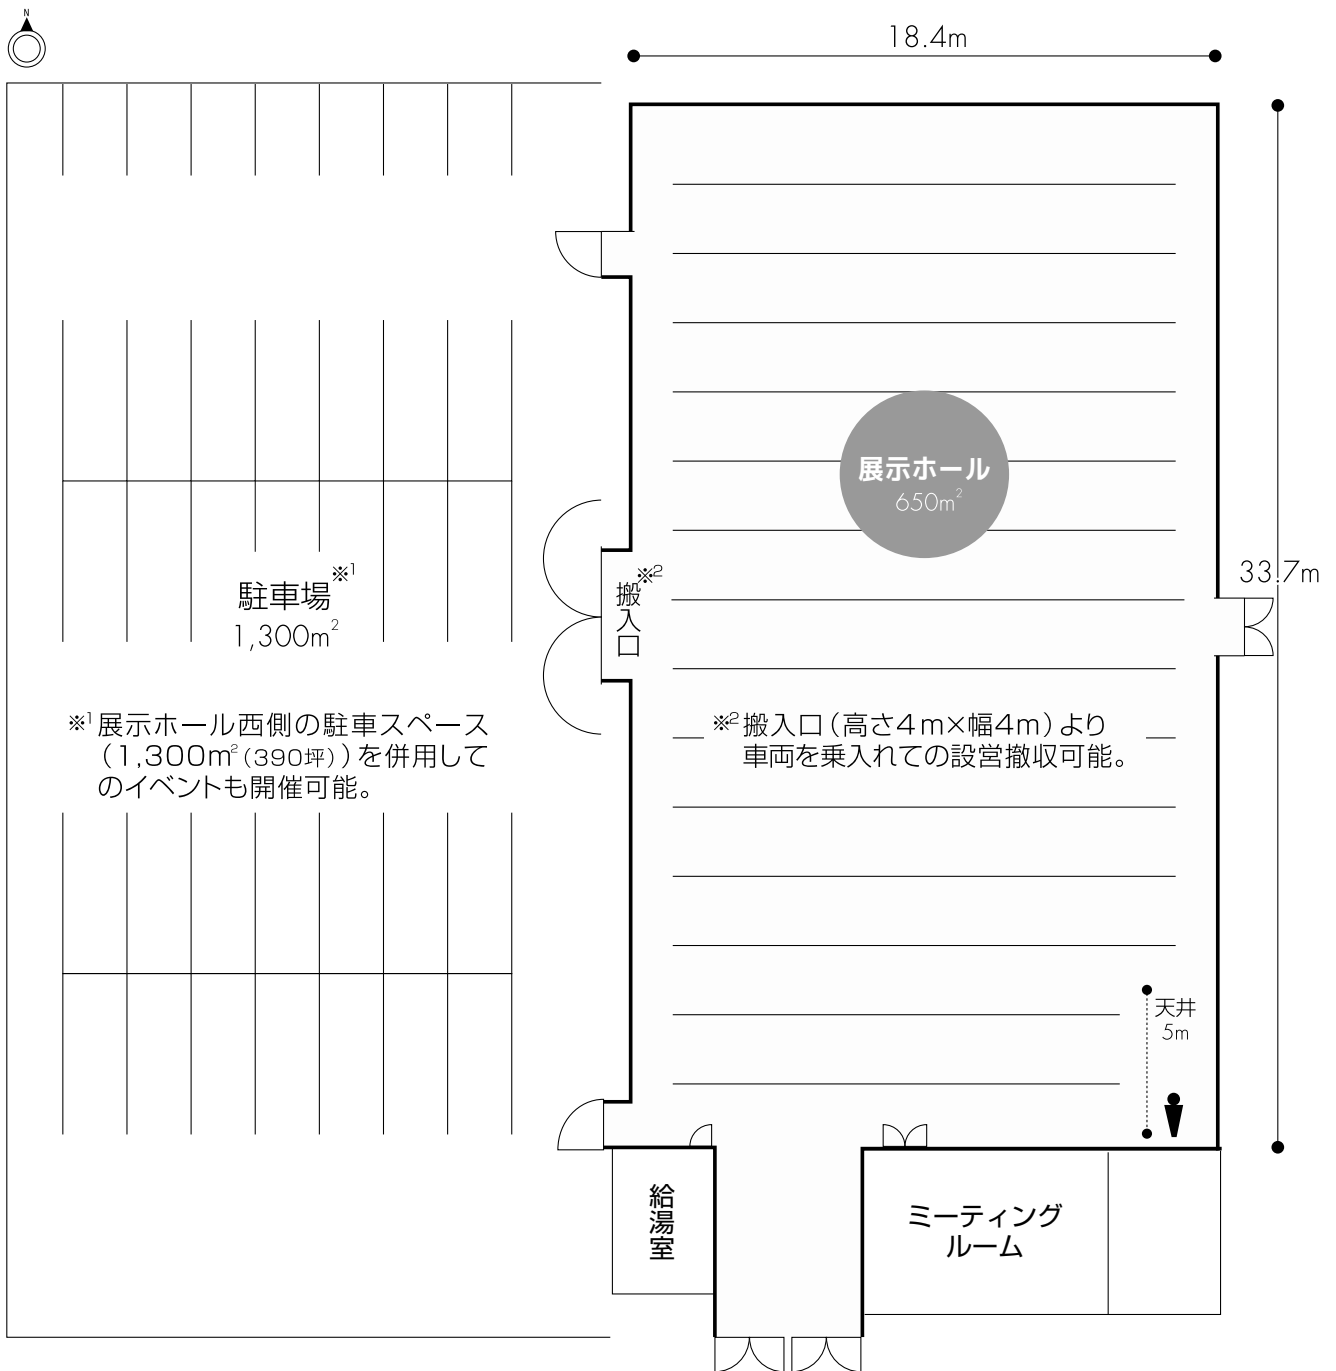 N
18.4m
展示ホール
650m²
33.7m
駐車場※1
1,300m²
搬入口※2
※1 展示ホール西側の駐車スペース
（1,300m²（390坪））を併用して
のイベントも開催可能。
※2 搬入口（高さ4m×幅4m）より
車両を乗入れての設営撤収可能。
天井
5m
給湯室
ミーティング
ルーム